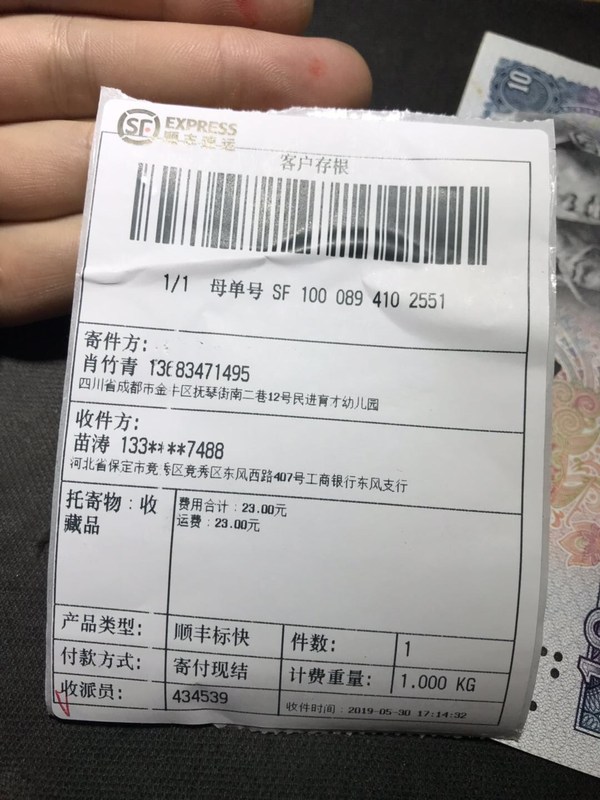 SF EXPRESS
顺丰速运
客户存根
1/1 母单号 SF 100 089 410 2551
寄件方:
肖竹青 13683471495
四川省成都市金牛区抚琴街南二巷12号民进育才幼儿园
收件方:
苗涛 133****7488
河北省保定市竞秀区竞秀区东风西路407号工商银行东风支行
托寄物:收
藏品
费用合计:23.00元
运费:23.00元
产品类型: 顺丰标快 件数: 1
付款方式: 寄付现结 计费重量: 1.000 KG
收派员: 434539 收件时间:2019-05-30 17:14:32
10